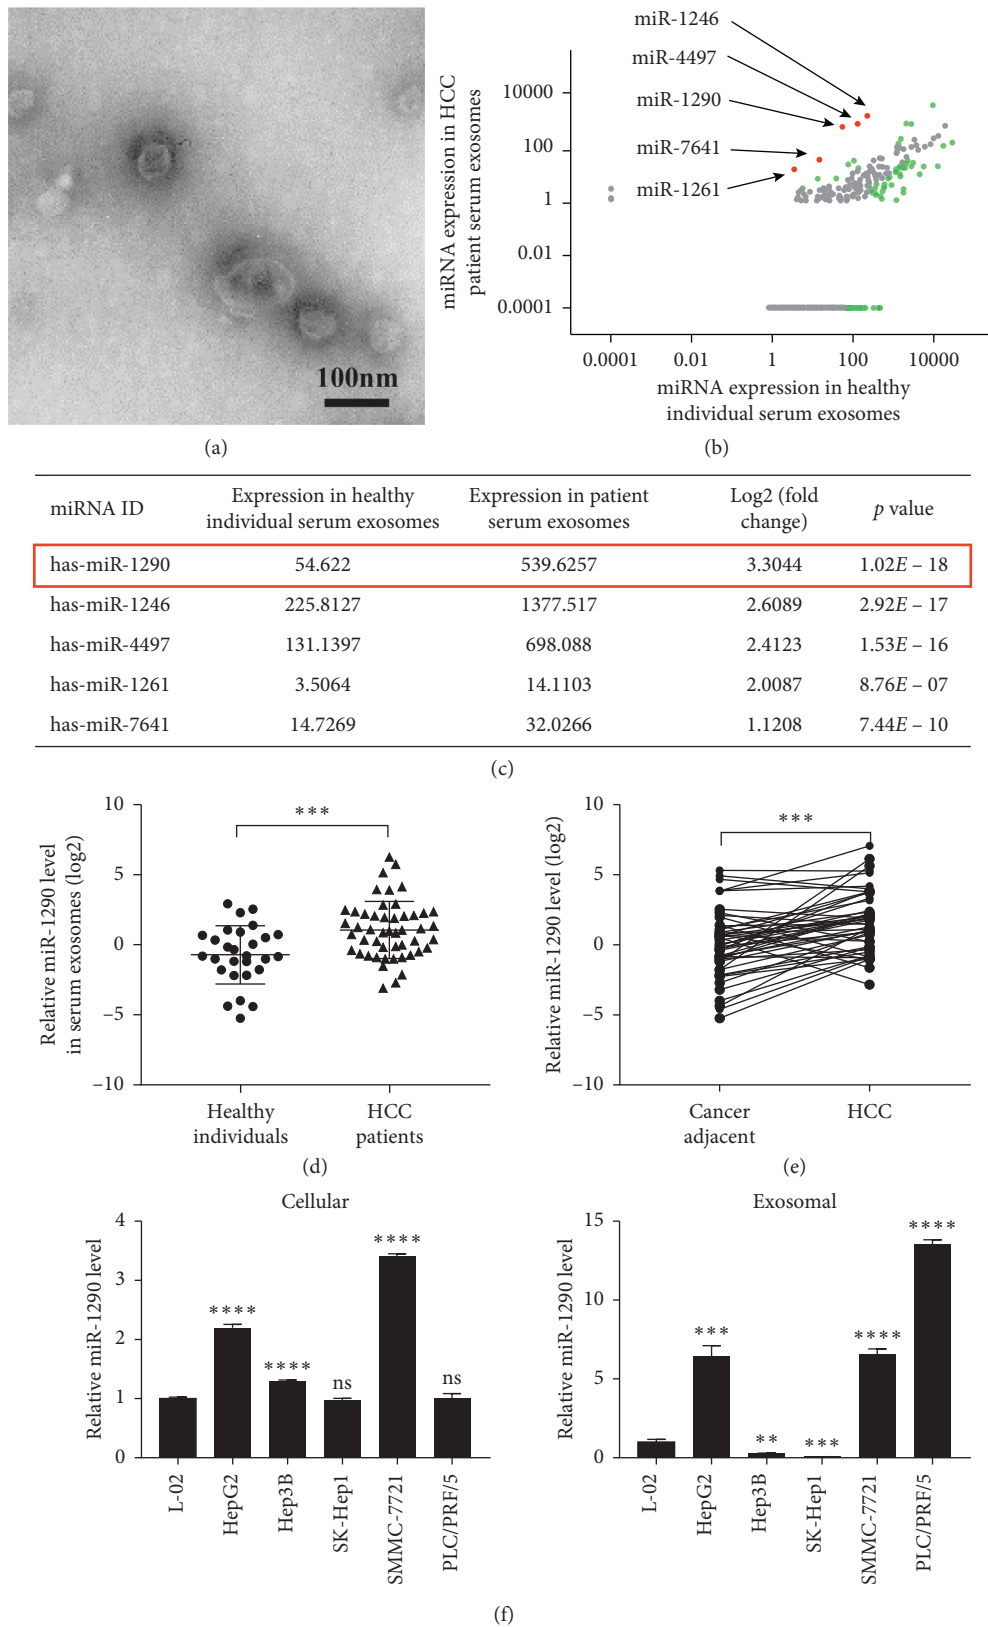 100nm
(a)
miR-1246
miR-4497
miR-1290
miR-7641
miR-1261
miRNA expression in HCC
patient serum exosomes
10000
100
1
0.01
0.0001
0.0001
0.01
1
100
10000
miRNA expression in healthy
individual serum exosomes
(b)
miRNA ID
Expression in healthy
individual serum exosomes
Expression in patient
serum exosomes
Log2 (fold
change)
p value
has-miR-1290 54.622 539.6257 3.3044 1.02E – 18
has-miR-1246 225.8127 1377.517 2.6089 2.92E – 17
has-miR-4497 131.1397 698.088 2.4123 1.53E – 16
has-miR-1261 3.5064 14.1103 2.0087 8.76E – 07
has-miR-7641 14.7269 32.0266 1.1208 7.44E – 10
(c)
Relative miR-1290 level
in serum exosomes (log2)
10
5
0
–5
–10
***
Healthy
individuals
HCC
patients
(d)
Relative miR-1290 level (log2)
10
5
0
–5
–10
***
Cancer
adjacent
HCC
(e)
Cellular
Relative miR-1290 level
4
3
2
1
0
****
****
ns
****
ns
L-02
HepG2
Hep3B
SK-Hep1
SMMC-7721
PLC/PRF/5
Exosomal
Relative miR-1290 level
15
10
5
0
***
**
***
****
****
L-02
HepG2
Hep3B
SK-Hep1
SMMC-7721
PLC/PRF/5
(f)